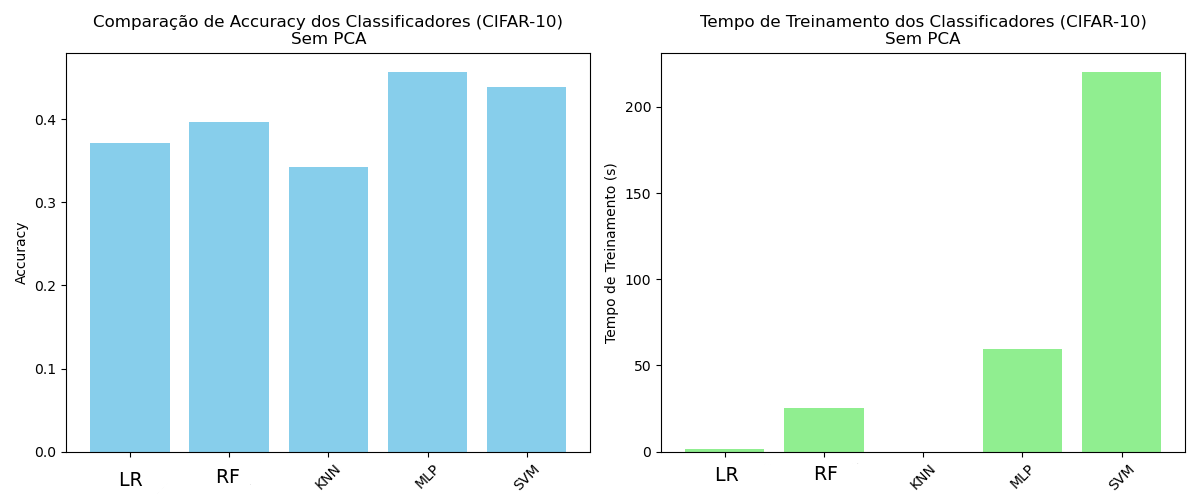 Comparação de Accuracy dos Classificadores (CIFAR-10)
Sem PCA
Accuracy
0.4
0.3
0.2
0.1
0.0
LR
RF
KNN
MLP
SVM
Tempo de Treinamento dos Classificadores (CIFAR-10)
Sem PCA
Tempo de Treinamento (s)
200
150
100
50
0
LR
RF
KNN
MLP
SVM